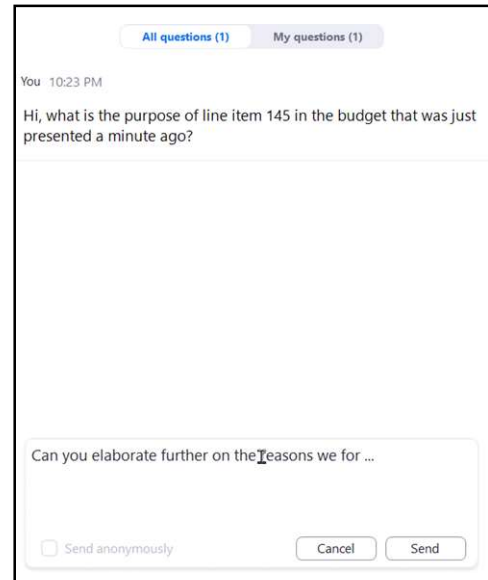 All questions (1) My questions (1)
You 10:23 PM
Hi, what is the purpose of line item 145 in the budget that was just
presented a minute ago?
Can you elaborate further on the reasons we for ...
Send anonymously Cancel Send